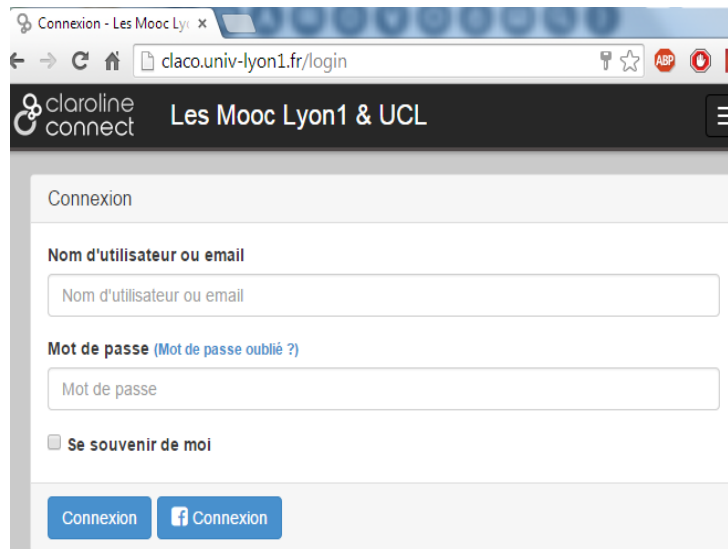 Connexion - Les Mooc Lyc
claco.univ-lyon1.fr/login
ABP
claroline
connect
Les Mooc Lyon1 & UCL
Connexion
Nom d'utilisateur ou email
Nom d'utilisateur ou email
Mot de passe (Mot de passe oublié ?)
Mot de passe
Se souvenir de moi
Connexion
Connexion